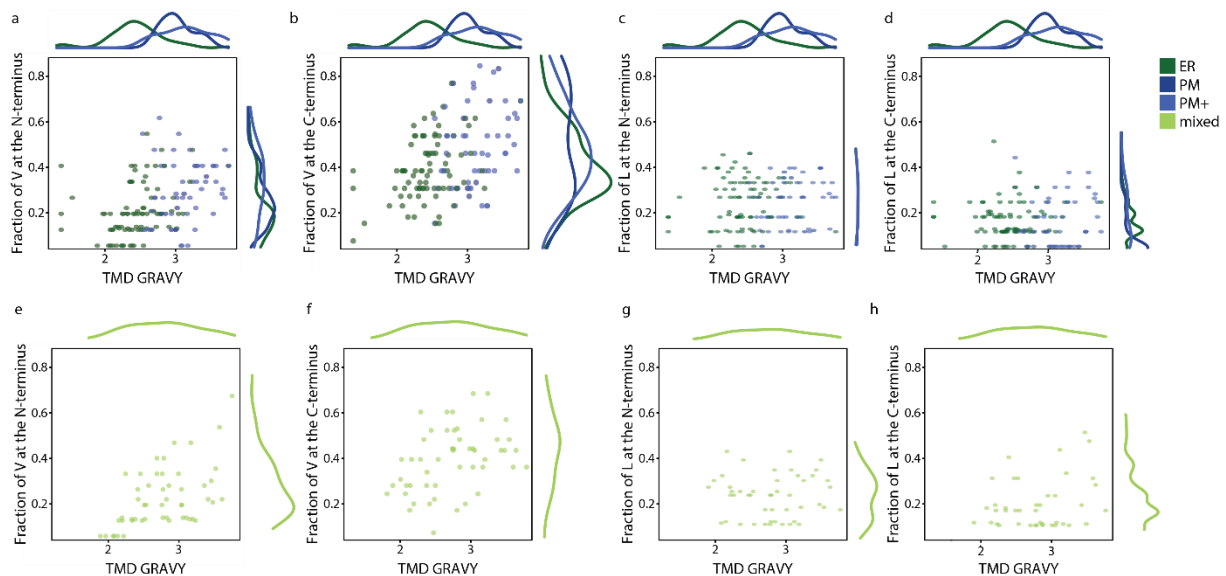 a
b
c
d
Fraction of V at the N-terminus
0.8
0.6
0.4
0.2
2
3
TMD GRAVY
Fraction of V at the C-terminus
0.8
0.6
0.4
0.2
2
3
TMD GRAVY
Fraction of L at the N-terminus
0.8
0.6
0.4
0.2
2
3
TMD GRAVY
Fraction of L at the C-terminus
0.8
0.6
0.4
0.2
2
3
TMD GRAVY
ER
PM
PM+
mixed
e
f
g
h
Fraction of V at the N-terminus
0.8
0.6
0.4
0.2
2
3
TMD GRAVY
Fraction of V at the C-terminus
0.8
0.6
0.4
0.2
2
3
TMD GRAVY
Fraction of L at the N-terminus
0.8
0.6
0.4
0.2
2
3
TMD GRAVY
Fraction of L at the C-terminus
0.8
0.6
0.4
0.2
2
3
TMD GRAVY